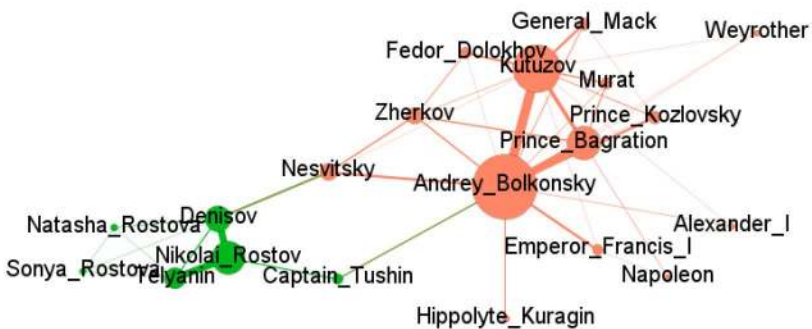 General_Mack
Weyrother
Fedor_Dolokhov
Kutuzov
Murat
Zherkov
Prince_Kozlovsky
Prince_Bagration
Nesvitsky
Andrey_Bolkonsky
Natasha_Rostova
Denisov
Alexander_I
Nikolai_Rostov
Emperor_Francis_I
Sonya_Rostova
Telyanin
Captain_Tushin
Napoleon
Hippolyte_Kuragin